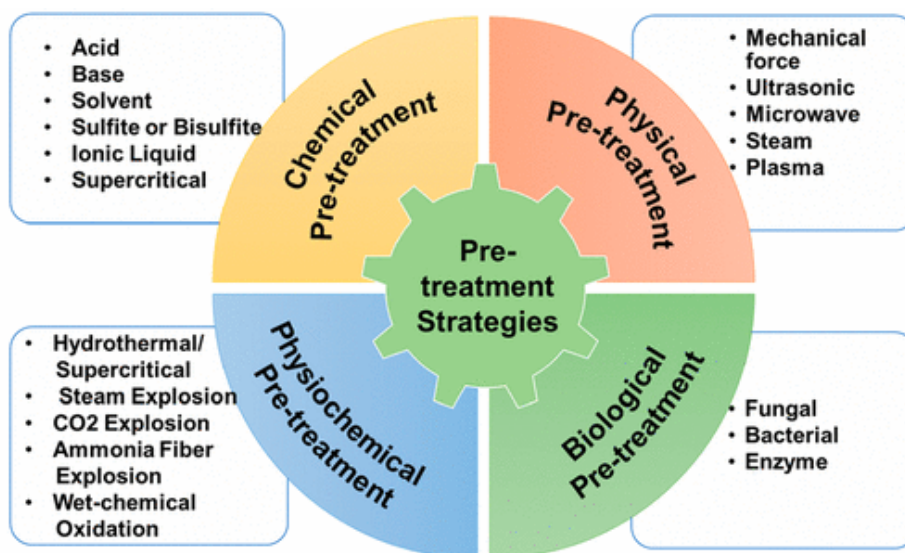 • Acid
• Base
• Solvent
• Sulfite or Bisulfite
• Ionic Liquid
• Supercritical
Chemical
Pre-treatment
Physical
Pre-treatment
• Mechanical
force
• Ultrasonic
• Microwave
• Steam
• Plasma
Pre-
treatment
Strategies
• Hydrothermal/
Supercritical
• Steam Explosion
• CO2 Explosion
• Ammonia Fiber
Explosion
• Wet-chemical
Oxidation
Physiochemical
Pre-treatment
Biological
Pre-treatment
• Fungal
• Bacterial
• Enzyme